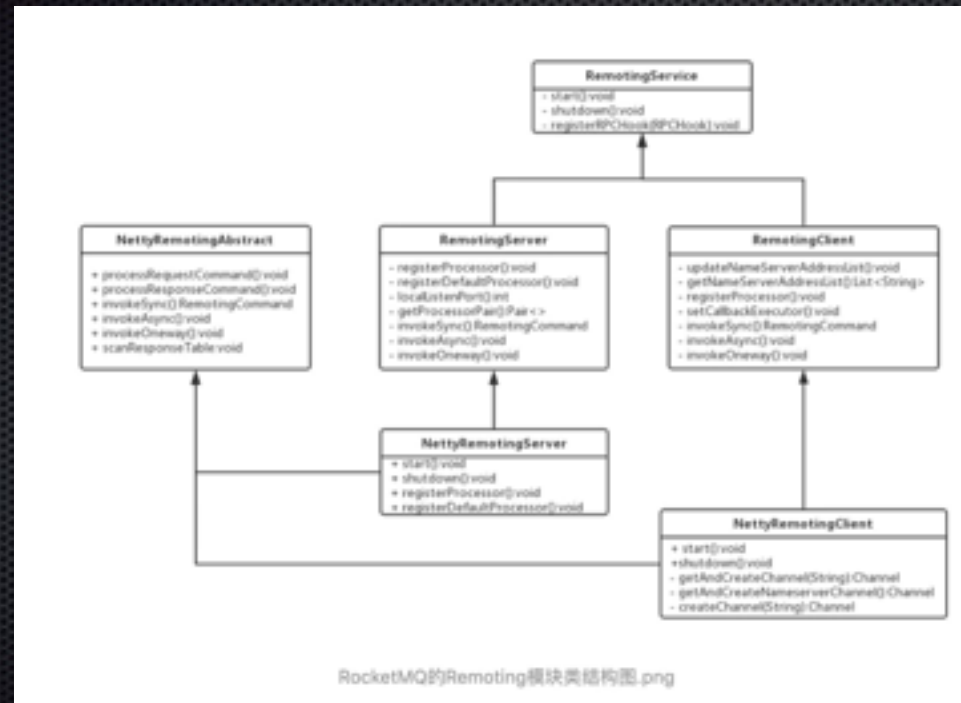 RemotingService
- start():void
- shutdown():void
- registerRPCHook(RPCHook):void
NettyRemotingAbstract
+ processRequestCommand():void
+ processResponseCommand():void
+ invokeSync():RemotingCommand
+ invokeAsync():void
+ invokeOneway():void
+ scanResponseTable:void
RemotingServer
- registerProcessor():void
- registerDefaultProcessor():void
- localListenPort():int
- getProcessorPair():Pair<>
- invokeSync():RemotingCommand
- invokeAsync():void
- invokeOneway():void
RemotingClient
- updateNameServerAddressList():void
- getNameServerAddressList():List<String>
- registerProcessor():void
- setCallbackExecutor():void
- invokeSync():RemotingCommand
- invokeAsync():void
- invokeOneway():void
NettyRemotingServer
+ start():void
+ shutdown():void
+ registerProcessor():void
+ registerDefaultProcessor():void
NettyRemotingClient
+ start():void
+shutdown():void
- getAndCreateChannel(String):Channel
- getAndCreateNameserverChannel():Channel
- createChannel(String):Channel
RocketMQ的Remoting模块类结构图.png